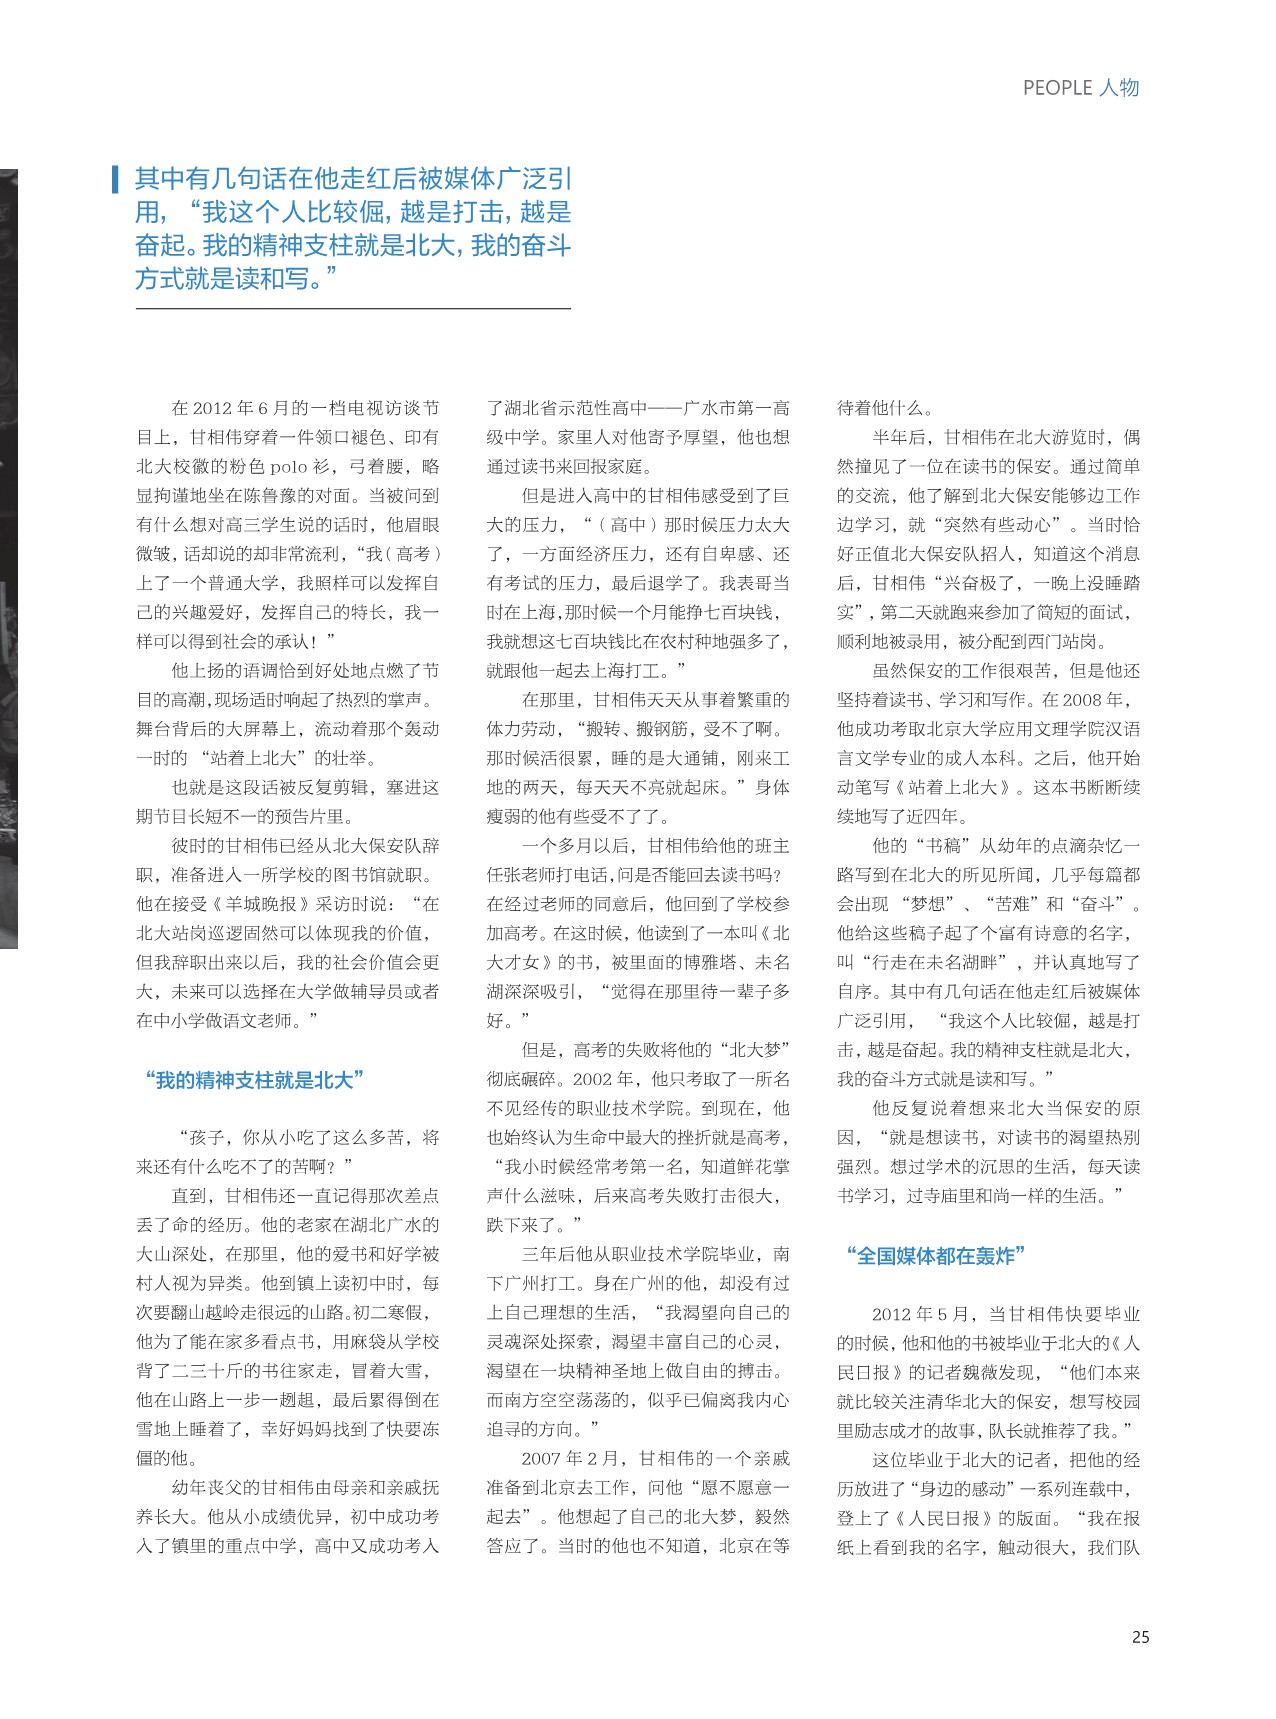 PEOPLE 人物
其中有几句话在他走红后被媒体广泛引
用，“我这个人比较倔，越是打击，越是
奋起。我的精神支柱就是北大，我的奋斗
方式就是读和写。”
在 2012 年 6 月的一档电视访谈节
目上，甘相伟穿着一件领口褪色、印有
北大校徽的粉色 polo 衫，弓着腰，略
显拘谨地坐在陈鲁豫的对面。当被问到
有什么想对高三学生说的话时，他眉眼
微皱，话却说的却非常流利，“我（高考）
上了一个普通大学，我照样可以发挥自
己的兴趣爱好，发挥自己的特长，我一
样可以得到社会的承认！”
他上扬的语调恰到好处地点燃了节
目的高潮，现场适时响起了热烈的掌声。
舞台背后的大屏幕上，流动着那个轰动
一时的 “站着上北大”的壮举。
也就是这段话被反复剪辑，塞进这
期节目长短不一的预告片里。
彼时的甘相伟已经从北大保安队辞
职，准备进入一所学校的图书馆就职。
他在接受《羊城晚报》采访时说：“在
北大站岗巡逻固然可以体现我的价值，
但我辞职出来以后，我的社会价值会更
大，未来可以选择在大学做辅导员或者
在中小学做语文老师。”
“我的精神支柱就是北大”
“孩子，你从小吃了这么多苦，将
来还有什么吃不了的苦啊？”
直到，甘相伟还一直记得那次差点
丢了命的经历。他的老家在湖北广水的
大山深处，在那里，他的爱书和好学被
村人视为异类。他到镇上读初中时，每
次要翻山越岭走很远的山路。初二寒假，
他为了能在家多看点书，用麻袋从学校
背了二三十斤的书往家走，冒着大雪，
他在山路上一步一趔趄，最后累得倒在
雪地上睡着了，幸好妈妈找到了快要冻
僵的他。
幼年丧父的甘相伟由母亲和亲戚抚
养长大。他从小成绩优异，初中成功考
入了镇里的重点中学，高中又成功考入
了湖北省示范性高中——广水市第一高
级中学。家里人对他寄予厚望，他也想
通过读书来回报家庭。
但是进入高中的甘相伟感受到了巨
大的压力，“（高中）那时候压力太大
了，一方面经济压力，还有自卑感、还
有考试的压力，最后退学了。我表哥当
时在上海，那时候一个月能挣七百块钱，
我就想这七百块钱比在农村种地强多了，
就跟他一起去上海打工。”
在那里，甘相伟天天从事着繁重的
体力劳动，“搬转、搬钢筋，受不了啊。
那时候活很累，睡的是大通铺，刚来工
地的两天，每天天不亮就起床。”身体
瘦弱的他有些受不了了。
一个多月以后，甘相伟给他的班主
任张老师打电话，问是否能回去读书吗？
在经过老师的同意后，他回到了学校参
加高考。在这时候，他读到了一本叫《北
大才女》的书，被里面的博雅塔、未名
湖深深吸引，“觉得在那里待一辈子多
好。”
但是，高考的失败将他的“北大梦”
彻底碾碎。2002 年，他只考取了一所名
不见经传的职业技术学院。到现在，他
也始终认为生命中最大的挫折就是高考，
“我小时候经常考第一名，知道鲜花掌
声什么滋味，后来高考失败打击很大，
跌下来了。”
三年后他从职业技术学院毕业，南
下广州打工。身在广州的他，却没有过
上自己理想的生活，“我渴望向自己的
灵魂深处探索，渴望丰富自己的心灵，
渴望在一块精神圣地上做自由的搏击。
而南方空空荡荡的，似乎已偏离我内心
追寻的方向。”
2007 年 2 月，甘相伟的一个亲戚
准备到北京去工作，问他“愿不愿意一
起去”。他想起了自己的北大梦，毅然
答应了。当时的他也不知道，北京在等
待着他什么。
半年后，甘相伟在北大游览时，偶
然撞见了一位在读书的保安。通过简单
的交流，他了解到北大保安能够边工作
边学习，就“突然有些动心”。当时恰
好正值北大保安队招人，知道这个消息
后，甘相伟“兴奋极了，一晚上没睡踏
实”，第二天就跑来参加了简短的面试，
顺利地被录用，被分配到西门站岗。
虽然保安的工作很艰苦，但是他还
坚持着读书、学习和写作。在 2008 年，
他成功考取北京大学应用文理学院汉语
言文学专业的成人本科。之后，他开始
动笔写《站着上北大》。这本书断断续
续地写了近四年。
他的“书稿”从幼年的点滴杂忆一
路写到在北大的所见所闻，几乎每篇都
会出现 “梦想”、“苦难”和“奋斗”。
他给这些稿子起了个富有诗意的名字，
叫“行走在未名湖畔”，并认真地写了
自序。其中有几句话在他走红后被媒体
广泛引用， “我这个人比较倔，越是打
击，越是奋起。我的精神支柱就是北大，
我的奋斗方式就是读和写。”
他反复说着想来北大当保安的原
因，“就是想读书，对读书的渴望热别
强烈。想过学术的沉思的生活，每天读
书学习，过寺庙里和尚一样的生活。”
“全国媒体都在轰炸”
2012 年 5 月，当甘相伟快要毕业
的时候，他和他的书被毕业于北大的《人
民日报》的记者魏薇发现，“他们本来
就比较关注清华北大的保安，想写校园
里励志成才的故事，队长就推荐了我。”
这位毕业于北大的记者，把他的经
历放进了“身边的感动”一系列连载中，
登上了《人民日报》的版面。“我在报
纸上看到我的名字，触动很大，我们队
25